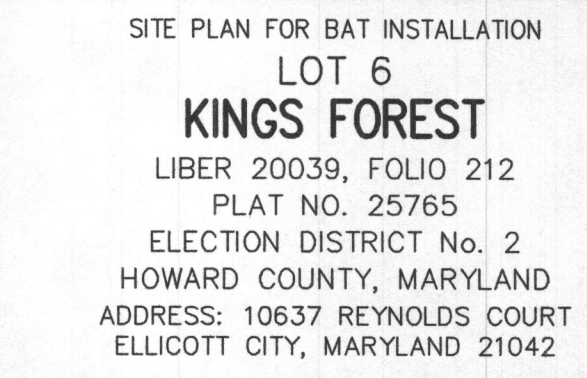 SITE PLAN FOR BAT INSTALLATION
LOT 6
KINGS FOREST
LIBER 20039, FOLIO 212
PLAT NO. 25765
ELECTION DISTRICT No. 2
HOWARD COUNTY, MARYLAND
ADDRESS: 10637 REYNOLDS COURT
ELLICOTT CITY, MARYLAND 21042